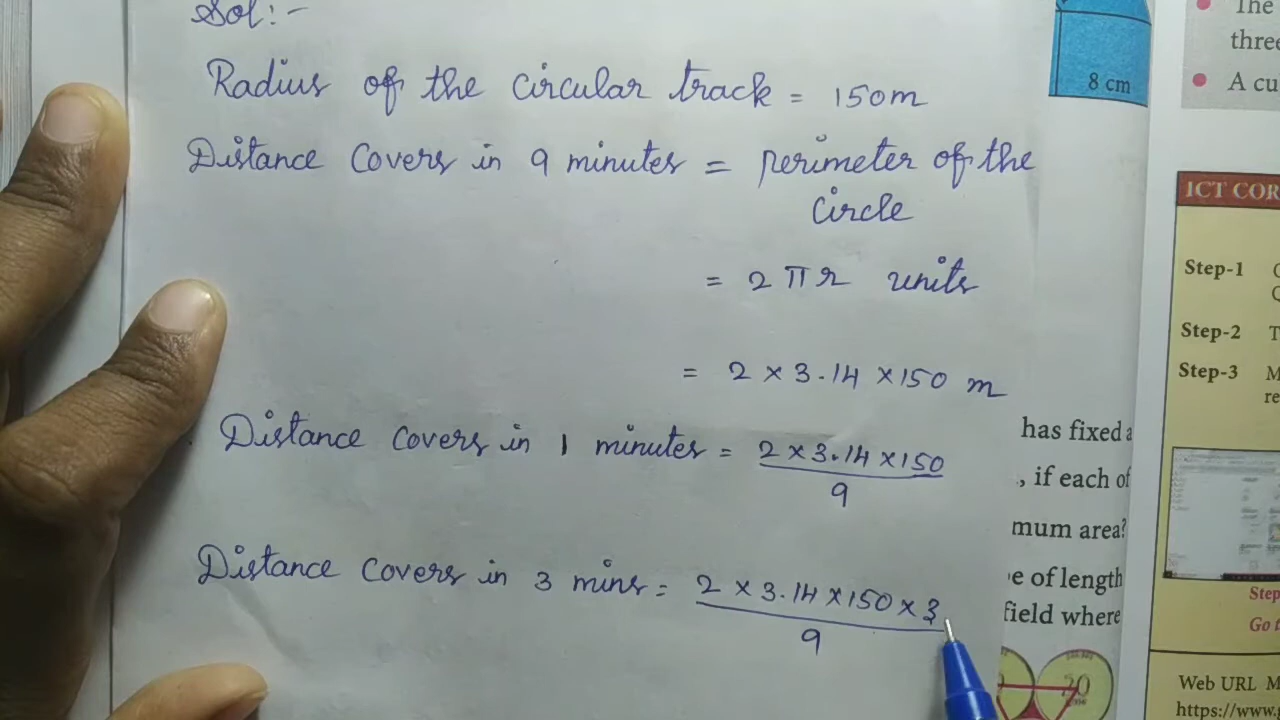 Sol:-
Radius of the circular track = 150m
Distance Covers in 9 minutes = perimeter of the
circle
= 2 π r units
= 2 × 3.14 × 150 m
Distance covers in 1 minutes = 2 × 3.14 × 150
9
Distance covers in 3 mins = 2 × 3.14 × 150 × 3
9
8 cm
The
three
A cu
ICT COR
Step-1
Step-2 T
Step-3 M
re
has fixed a
, if each of
mum area?
e of length
field where
Step
Go t
Web URL M
https://www.